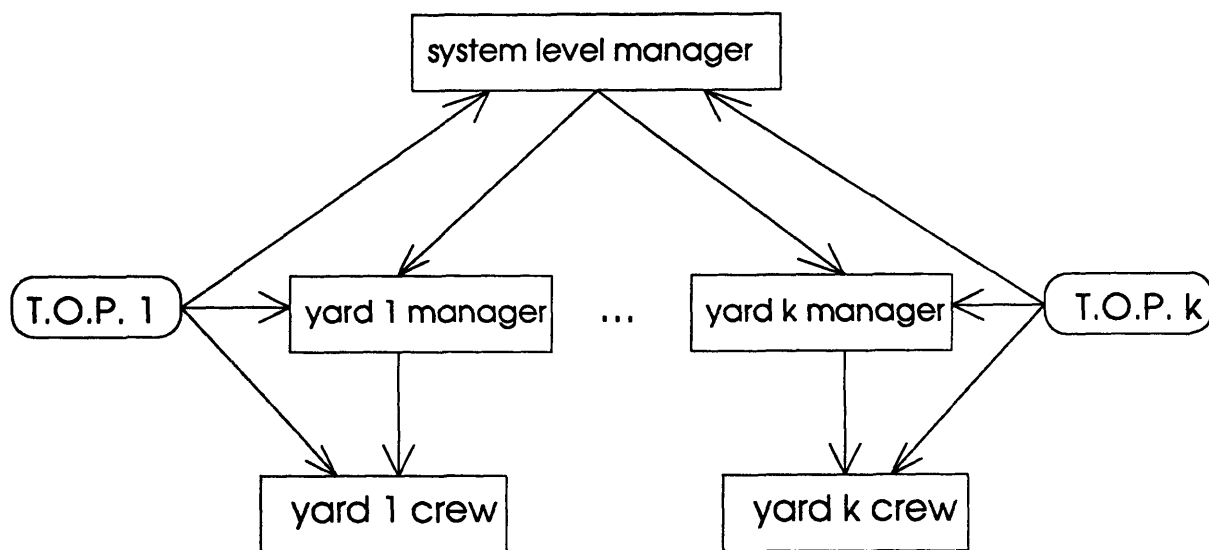 system level manager
T.O.P. 1
yard 1 manager
...
yard k manager
T.O.P. k
yard 1 crew
yard k crew